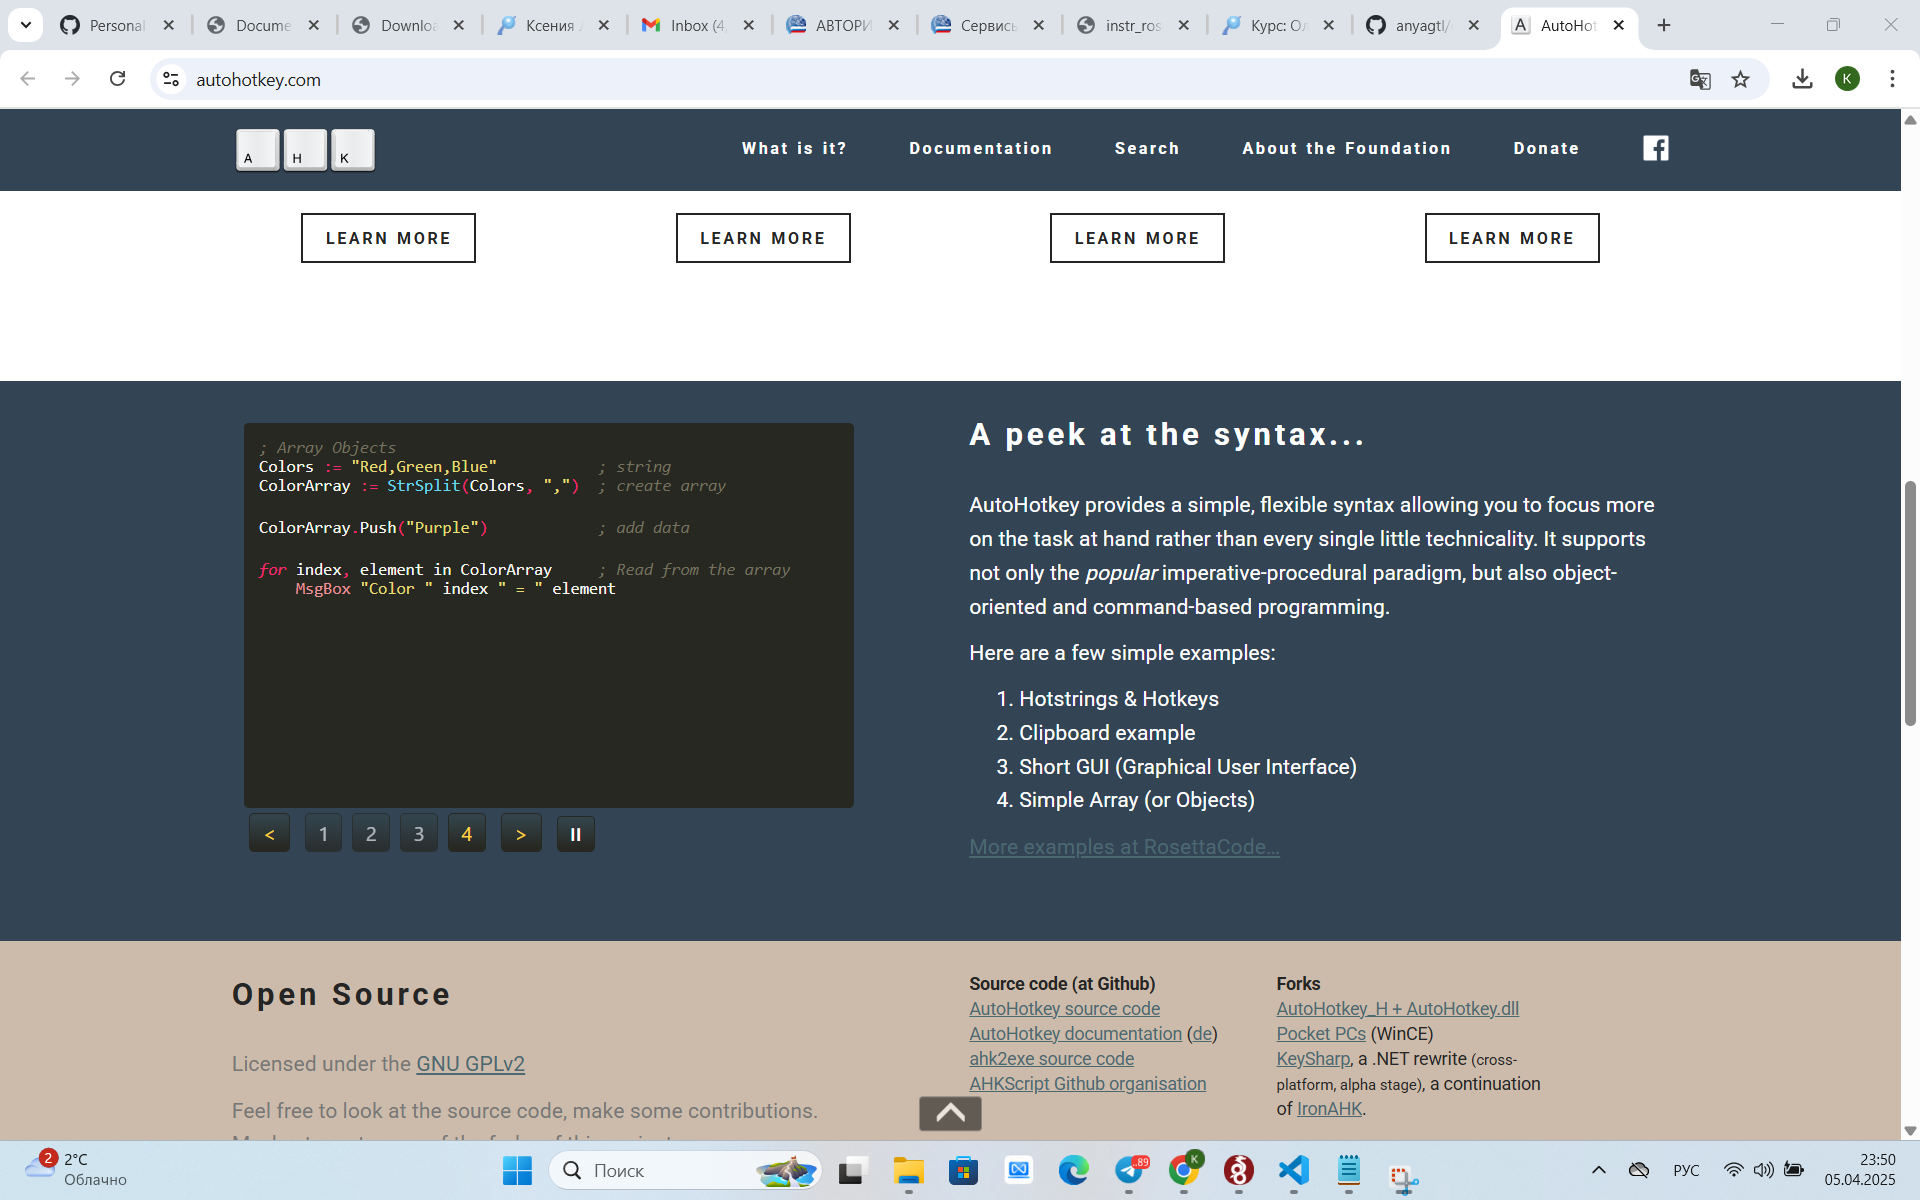 Personal
Docume
Downloa
Ксения
Inbox (4
АВТОРИ
Сервисы
instr_ros
Курс: Ол
anyagtl/
AutoHot
autohotkey.com
K
A H K
What is it?
Documentation
Search
About the Foundation
Donate
LEARN MORE
LEARN MORE
LEARN MORE
LEARN MORE
; Array Objects
Colors := "Red,Green,Blue" ; string
ColorArray := StrSplit(Colors, ",") ; create array
ColorArray.Push("Purple") ; add data
for index, element in ColorArray ; Read from the array
MsgBox "Color " index " = " element
< 1 2 3 4 >
A peek at the syntax...
AutoHotkey provides a simple, flexible syntax allowing you to focus more
on the task at hand rather than every single little technicality. It supports
not only the popular imperative-procedural paradigm, but also object-
oriented and command-based programming.
Here are a few simple examples:
1. Hotstrings & Hotkeys
2. Clipboard example
3. Short GUI (Graphical User Interface)
4. Simple Array (or Objects)
More examples at RosettaCode...
Open Source
Licensed under the GNU GPLv2
Feel free to look at the source code, make some contributions.
Source code (at Github)
AutoHotkey source code
AutoHotkey documentation (de)
ahk2exe source code
AHKScript Github organisation
Forks
AutoHotkey_H + AutoHotkey.dll
Pocket PCs (WinCE)
KeySharp, a .NET rewrite (cross-
platform, alpha stage), a continuation
of IronAHK.
2
2°C
Облачно
Поиск
89
K
РУС
23:50
05.04.2025